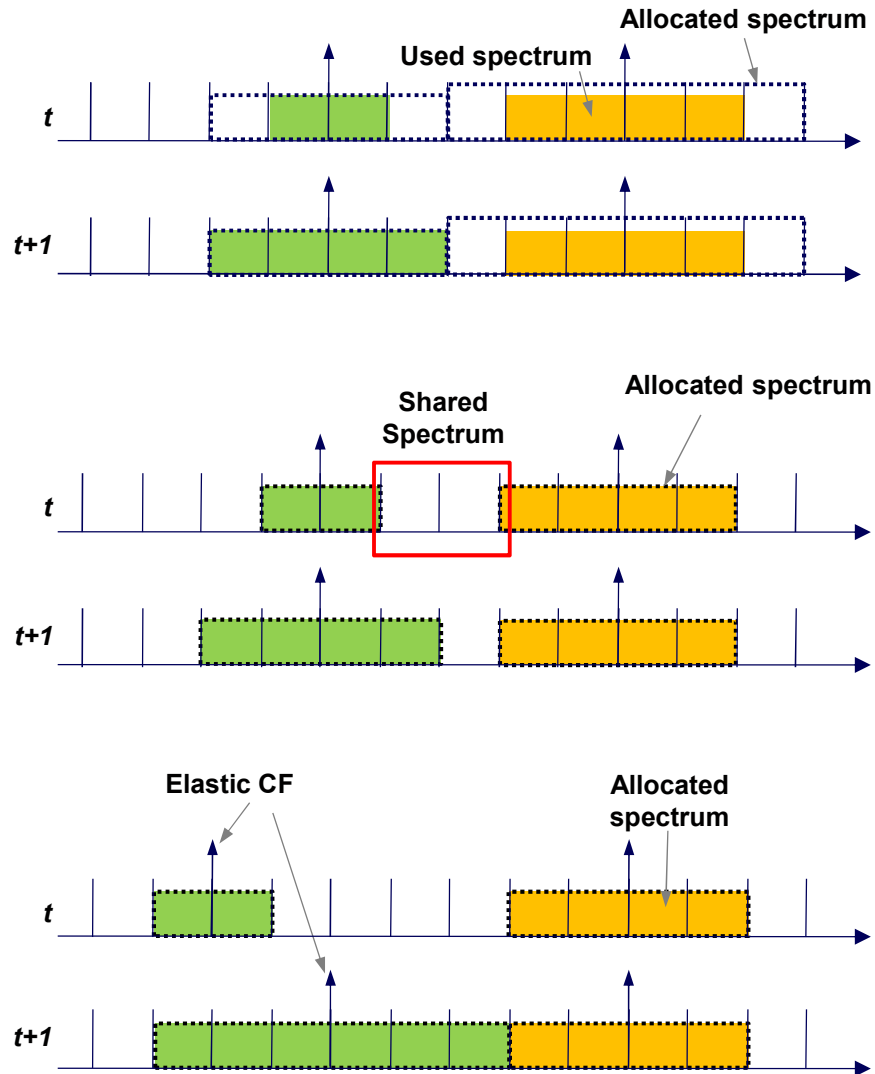 Allocated spectrum
Used spectrum
t
t+1
Allocated spectrum
Shared
Spectrum
t
t+1
Elastic CF
Allocated
spectrum
t
t+1